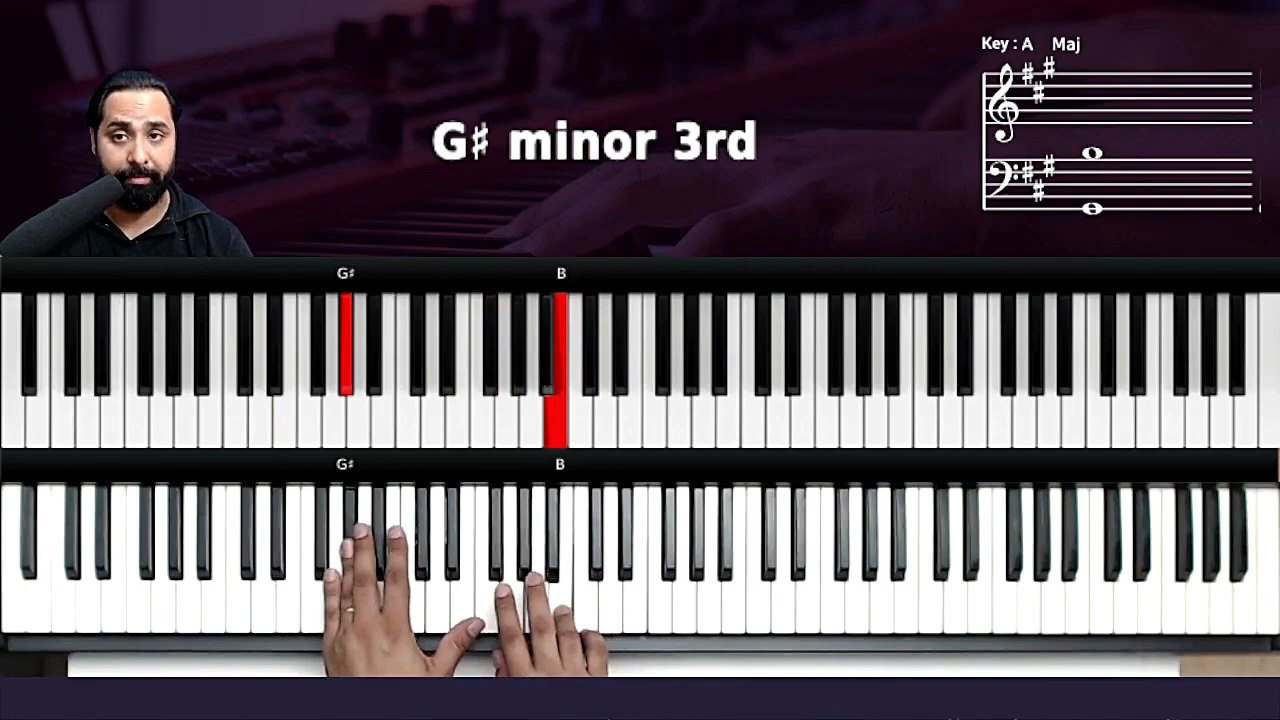 Key : A Maj
G♯ minor 3rd
G♯ B
G♯ B